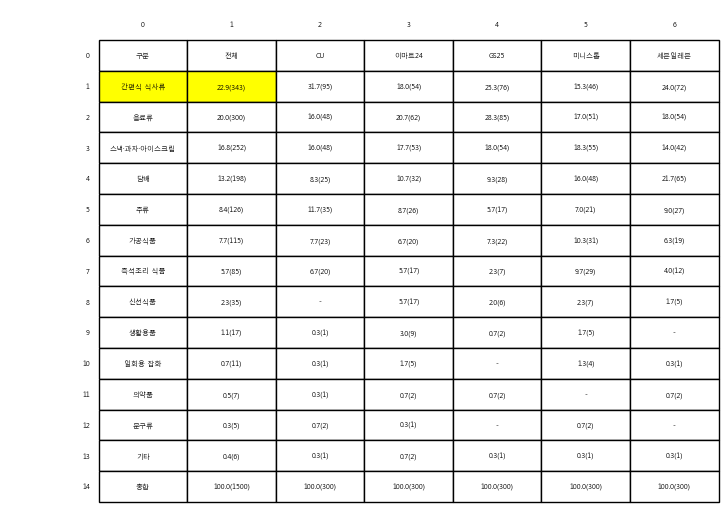 0 1 2 3 4 5 6
0 구분 전체 CU 이마트24 GS25 미니스톱 세븐일레븐
1 간편식 식사류 22.9(343) 31.7(95) 18.0(54) 25.3(76) 15.3(46) 24.0(72)
2 음료류 20.0(300) 16.0(48) 20.7(62) 28.3(85) 17.0(51) 18.0(54)
3 스낵·과자·아이스크림 16.8(252) 16.0(48) 17.7(53) 18.0(54) 18.3(55) 14.0(42)
4 담배 13.2(198) 8.3(25) 10.7(32) 9.3(28) 16.0(48) 21.7(65)
5 주류 8.4(126) 11.7(35) 8.7(26) 5.7(17) 7.0(21) 9.0(27)
6 가공식품 7.7(115) 7.7(23) 6.7(20) 7.3(22) 10.3(31) 6.3(19)
7 즉석조리 식품 5.7(85) 6.7(20) 5.7(17) 2.3(7) 9.7(29) 4.0(12)
8 신선식품 2.3(35) - 5.7(17) 2.0(6) 2.3(7) 1.7(5)
9 생활용품 1.1(17) 0.3(1) 3.0(9) 0.7(2) 1.7(5) -
10 일회용 잡화 0.7(11) 0.3(1) 1.7(5) - 1.3(4) 0.3(1)
11 의약품 0.5(7) 0.3(1) 0.7(2) 0.7(2) - 0.7(2)
12 문구류 0.3(5) 0.7(2) 0.3(1) - 0.7(2) -
13 기타 0.4(6) 0.3(1) 0.7(2) 0.3(1) 0.3(1) 0.3(1)
14 종합 100.0(1500) 100.0(300) 100.0(300) 100.0(300) 100.0(300) 100.0(300)